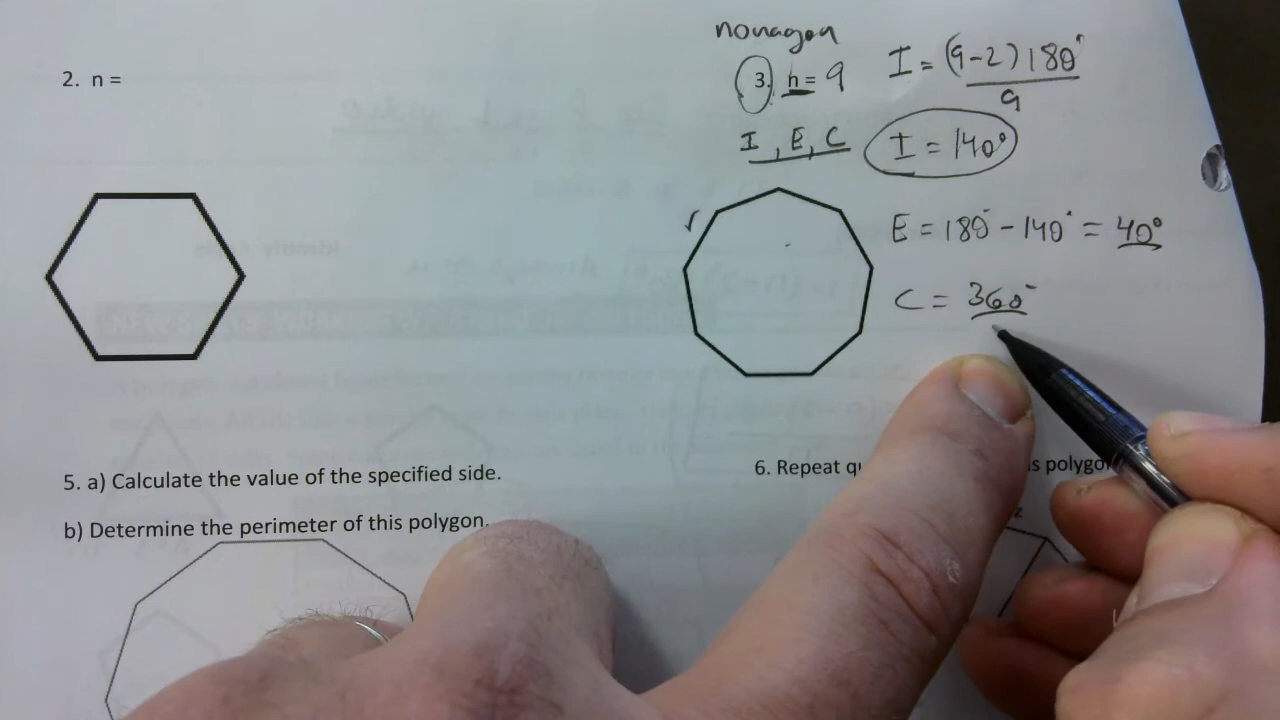 2. n =
nonagon
3. n = 9
I = (9-2)180°
9
I, E, C
I = 140°
E = 180° - 140° = 40°
C = 360°
5. a) Calculate the value of the specified side.
6. Repeat
polygon
b) Determine the perimeter of this polygon.